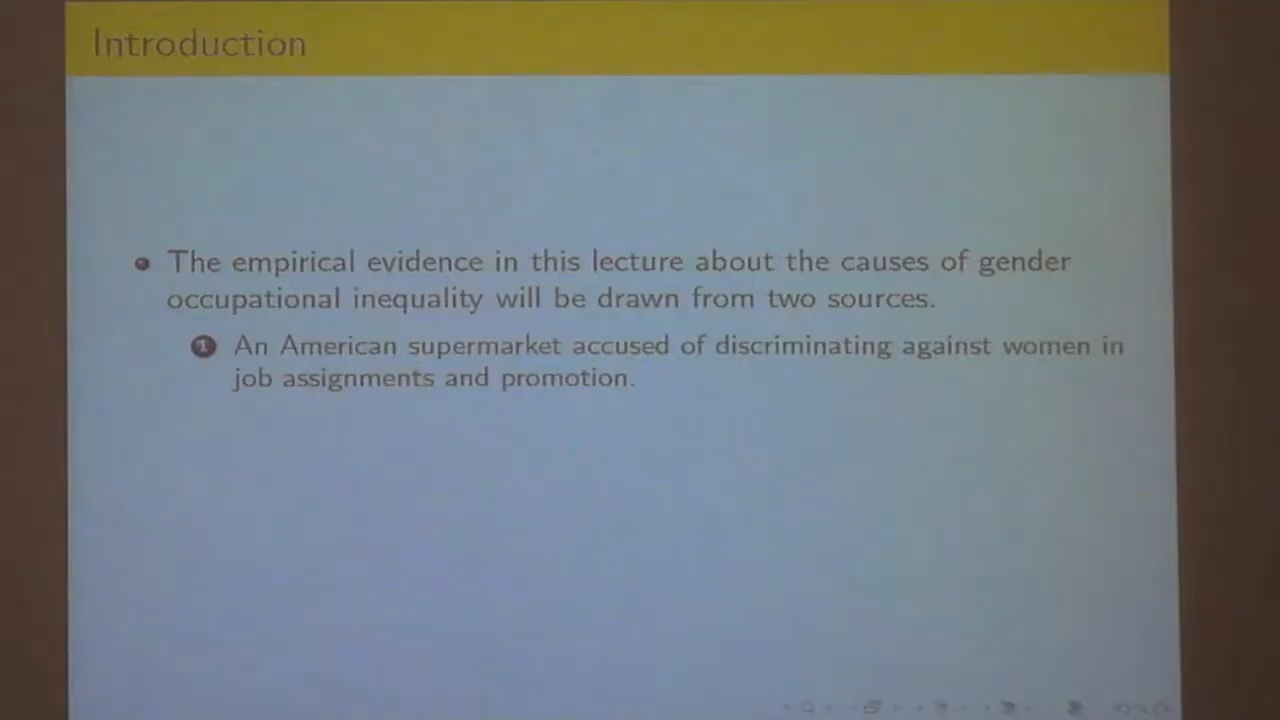 Introduction
The empirical evidence in this lecture about the causes of gender
occupational inequality will be drawn from two sources.
1 An American supermarket accused of discriminating against women in
job assignments and promotion.